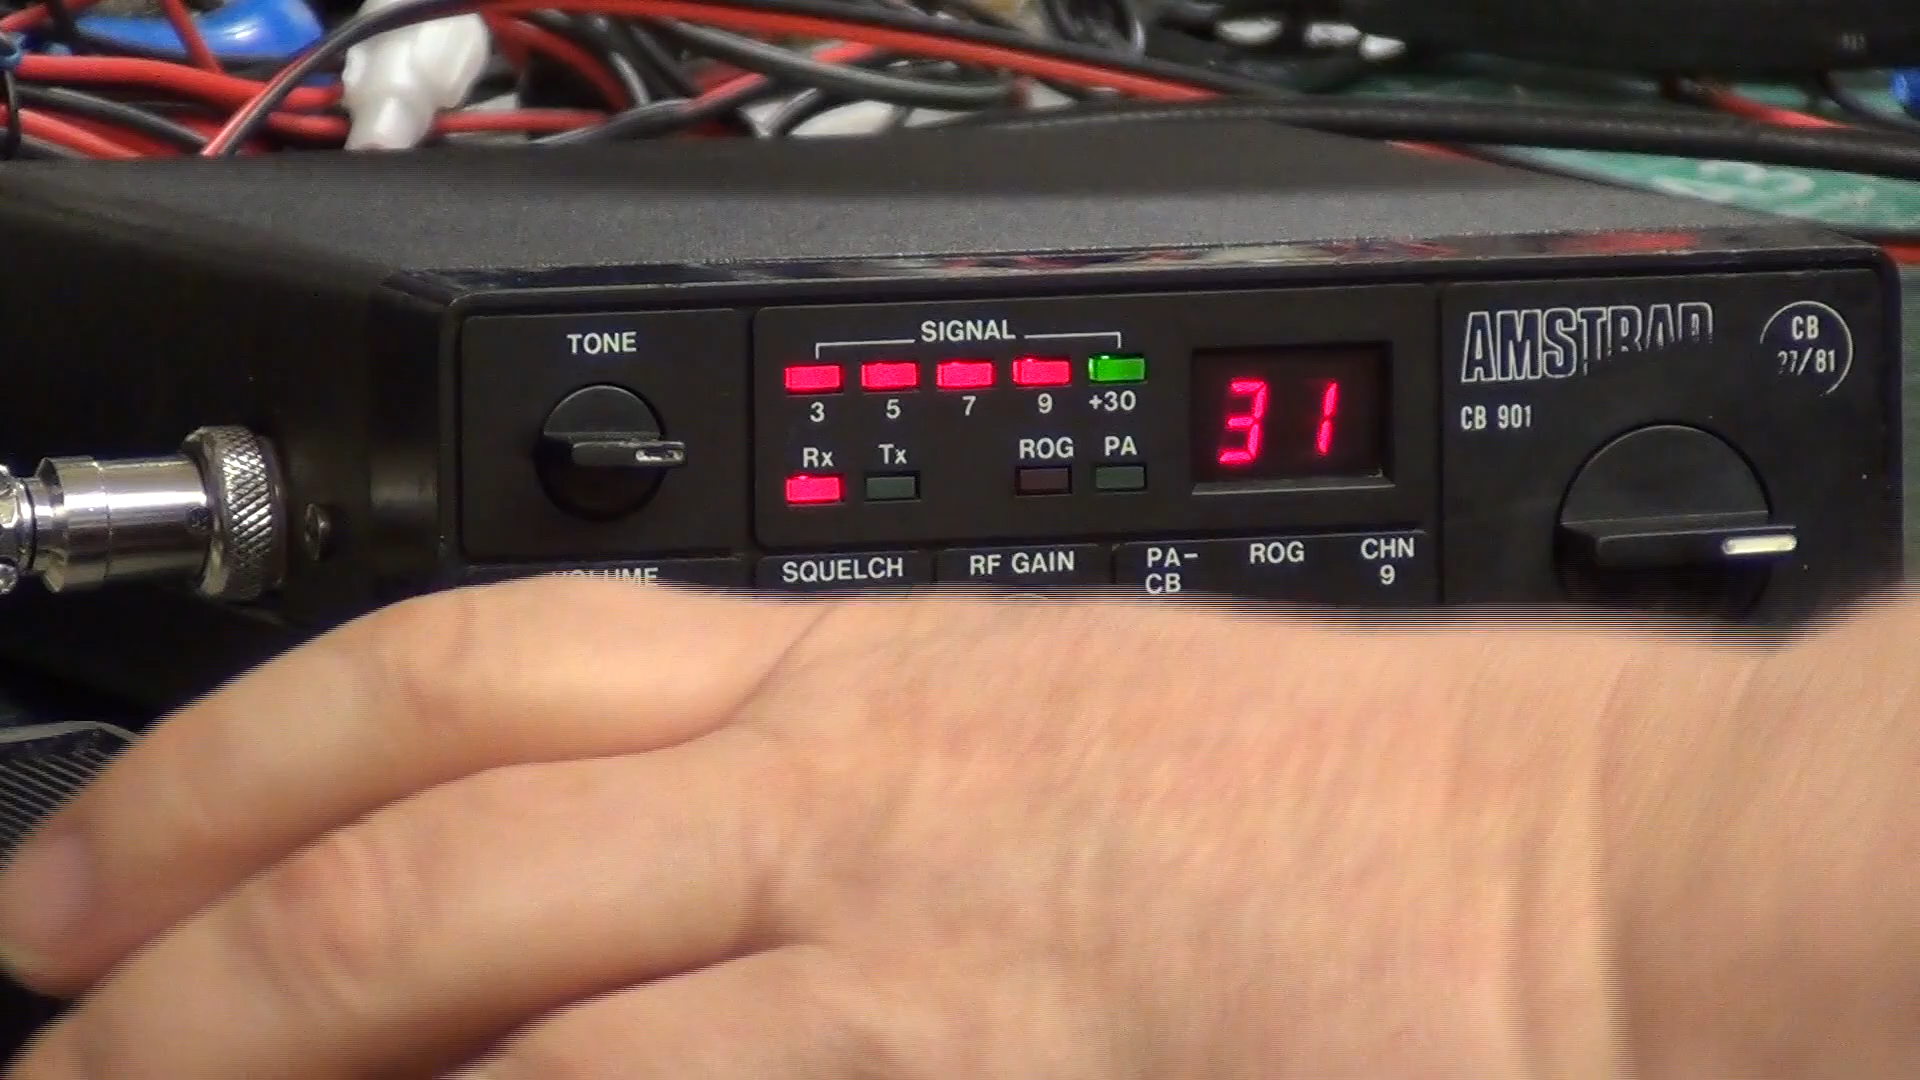 TONE
SIGNAL
3 5 7 9 +30
Rx Tx ROG PA
31
AMSTRAD
CB
27/81
CB 901
VOLUME
SQUELCH
RF GAIN
PA-
CB
ROG
CHN
9